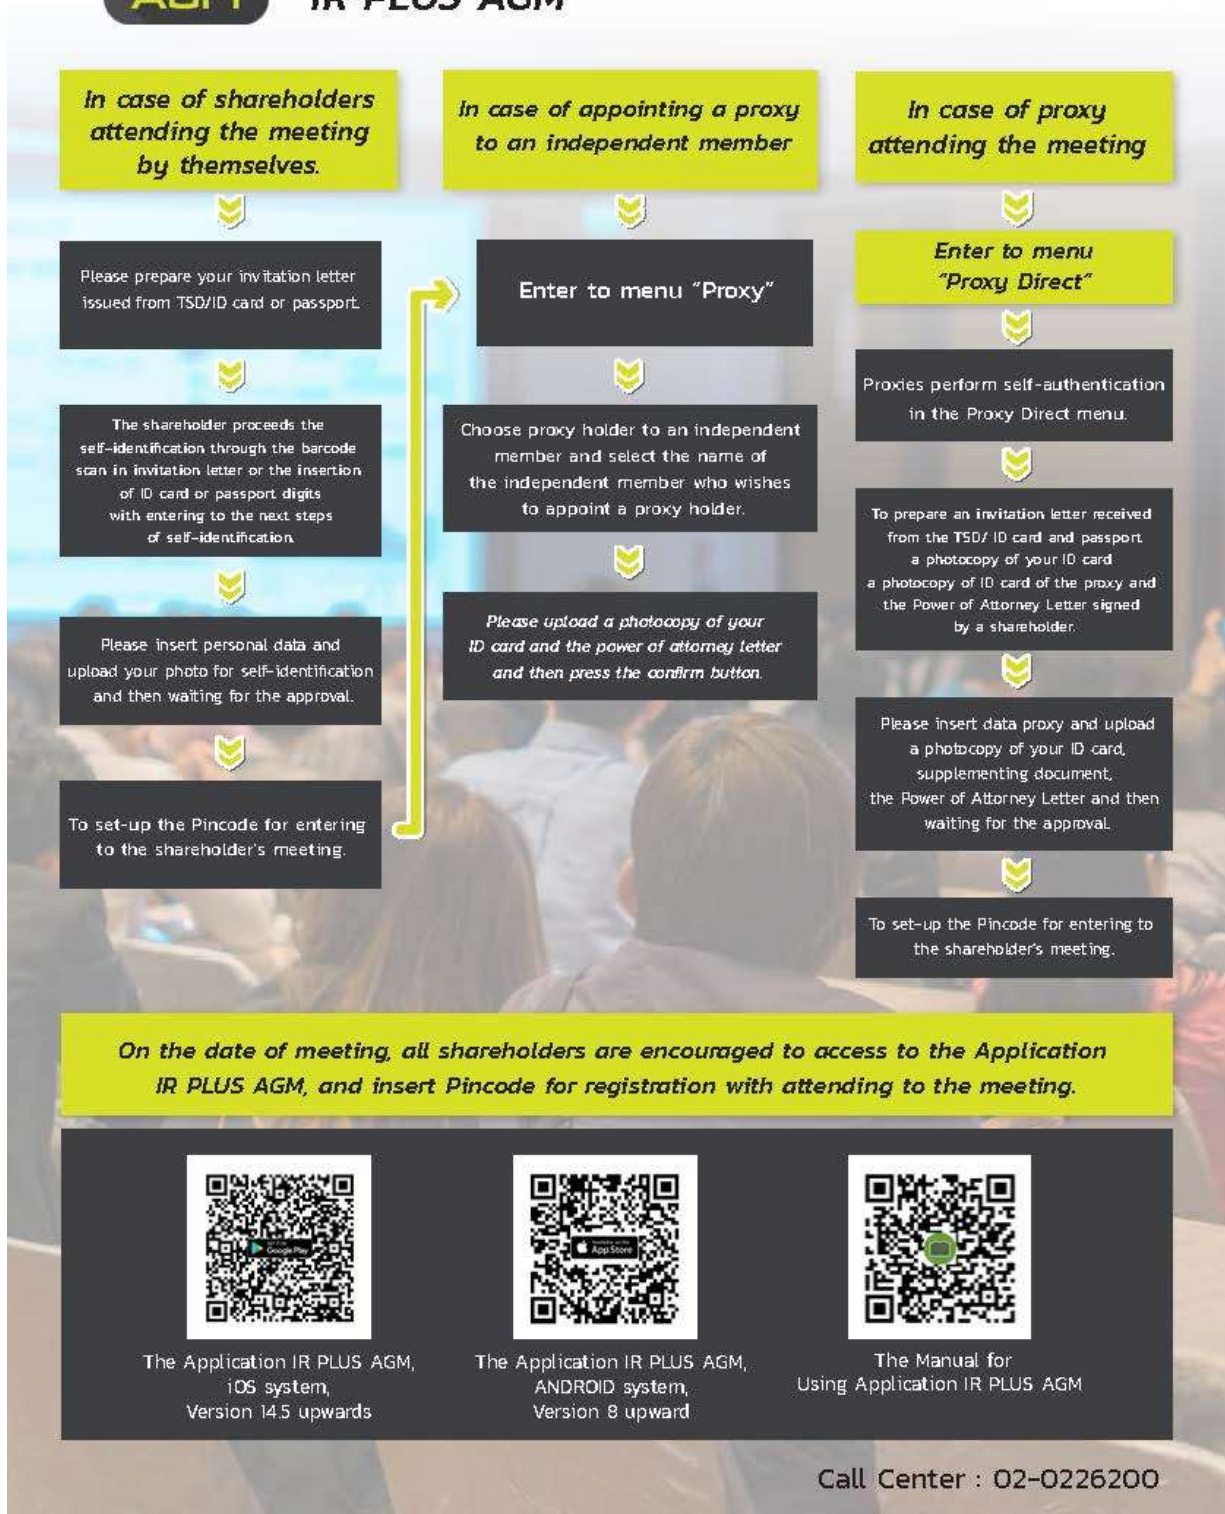 AGM IR PLUS AGM
In case of shareholders
attending the meeting
by themselves.
Please prepare your invitation letter
issued from TSD/ID card or passport.
The shareholder proceeds the
self-identification through the barcode
scan in invitation letter or the insertion
of ID card or passport digits
with entering to the next steps
of self-identification.
Please insert personal data and
upload your photo for self-identification
and then waiting for the approval.
To set-up the Pincode for entering
to the shareholder's meeting.
In case of appointing a proxy
to an independent member
Enter to menu "Proxy"
Choose proxy holder to an independent
member and select the name of
the independent member who wishes
to appoint a proxy holder.
Please upload a photocopy of your
ID card and the power of attorney letter
and then press the confirm button.
In case of proxy
attending the meeting
Enter to menu
"Proxy Direct"
Proxies perform self-authentication
in the Proxy Direct menu.
To prepare an invitation letter received
from the TSD/ ID card and passport
a photocopy of your ID card
a photocopy of ID card of the proxy and
the Power of Attorney Letter signed
by a shareholder.
Please insert data proxy and upload
a photocopy of your ID card,
supplementing document,
the Power of Attorney Letter and then
waiting for the approval.
To set-up the Pincode for entering to
the shareholder's meeting.
On the date of meeting, all shareholders are encouraged to access to the Application
IR PLUS AGM, and insert Pincode for registration with attending to the meeting.
Google Play
App Store
The Application IR PLUS AGM,
iOS system,
Version 14.5 upwards
The Application IR PLUS AGM,
ANDROID system,
Version 8 upward
The Manual for
Using Application IR PLUS AGM
Call Center : 02-0226200